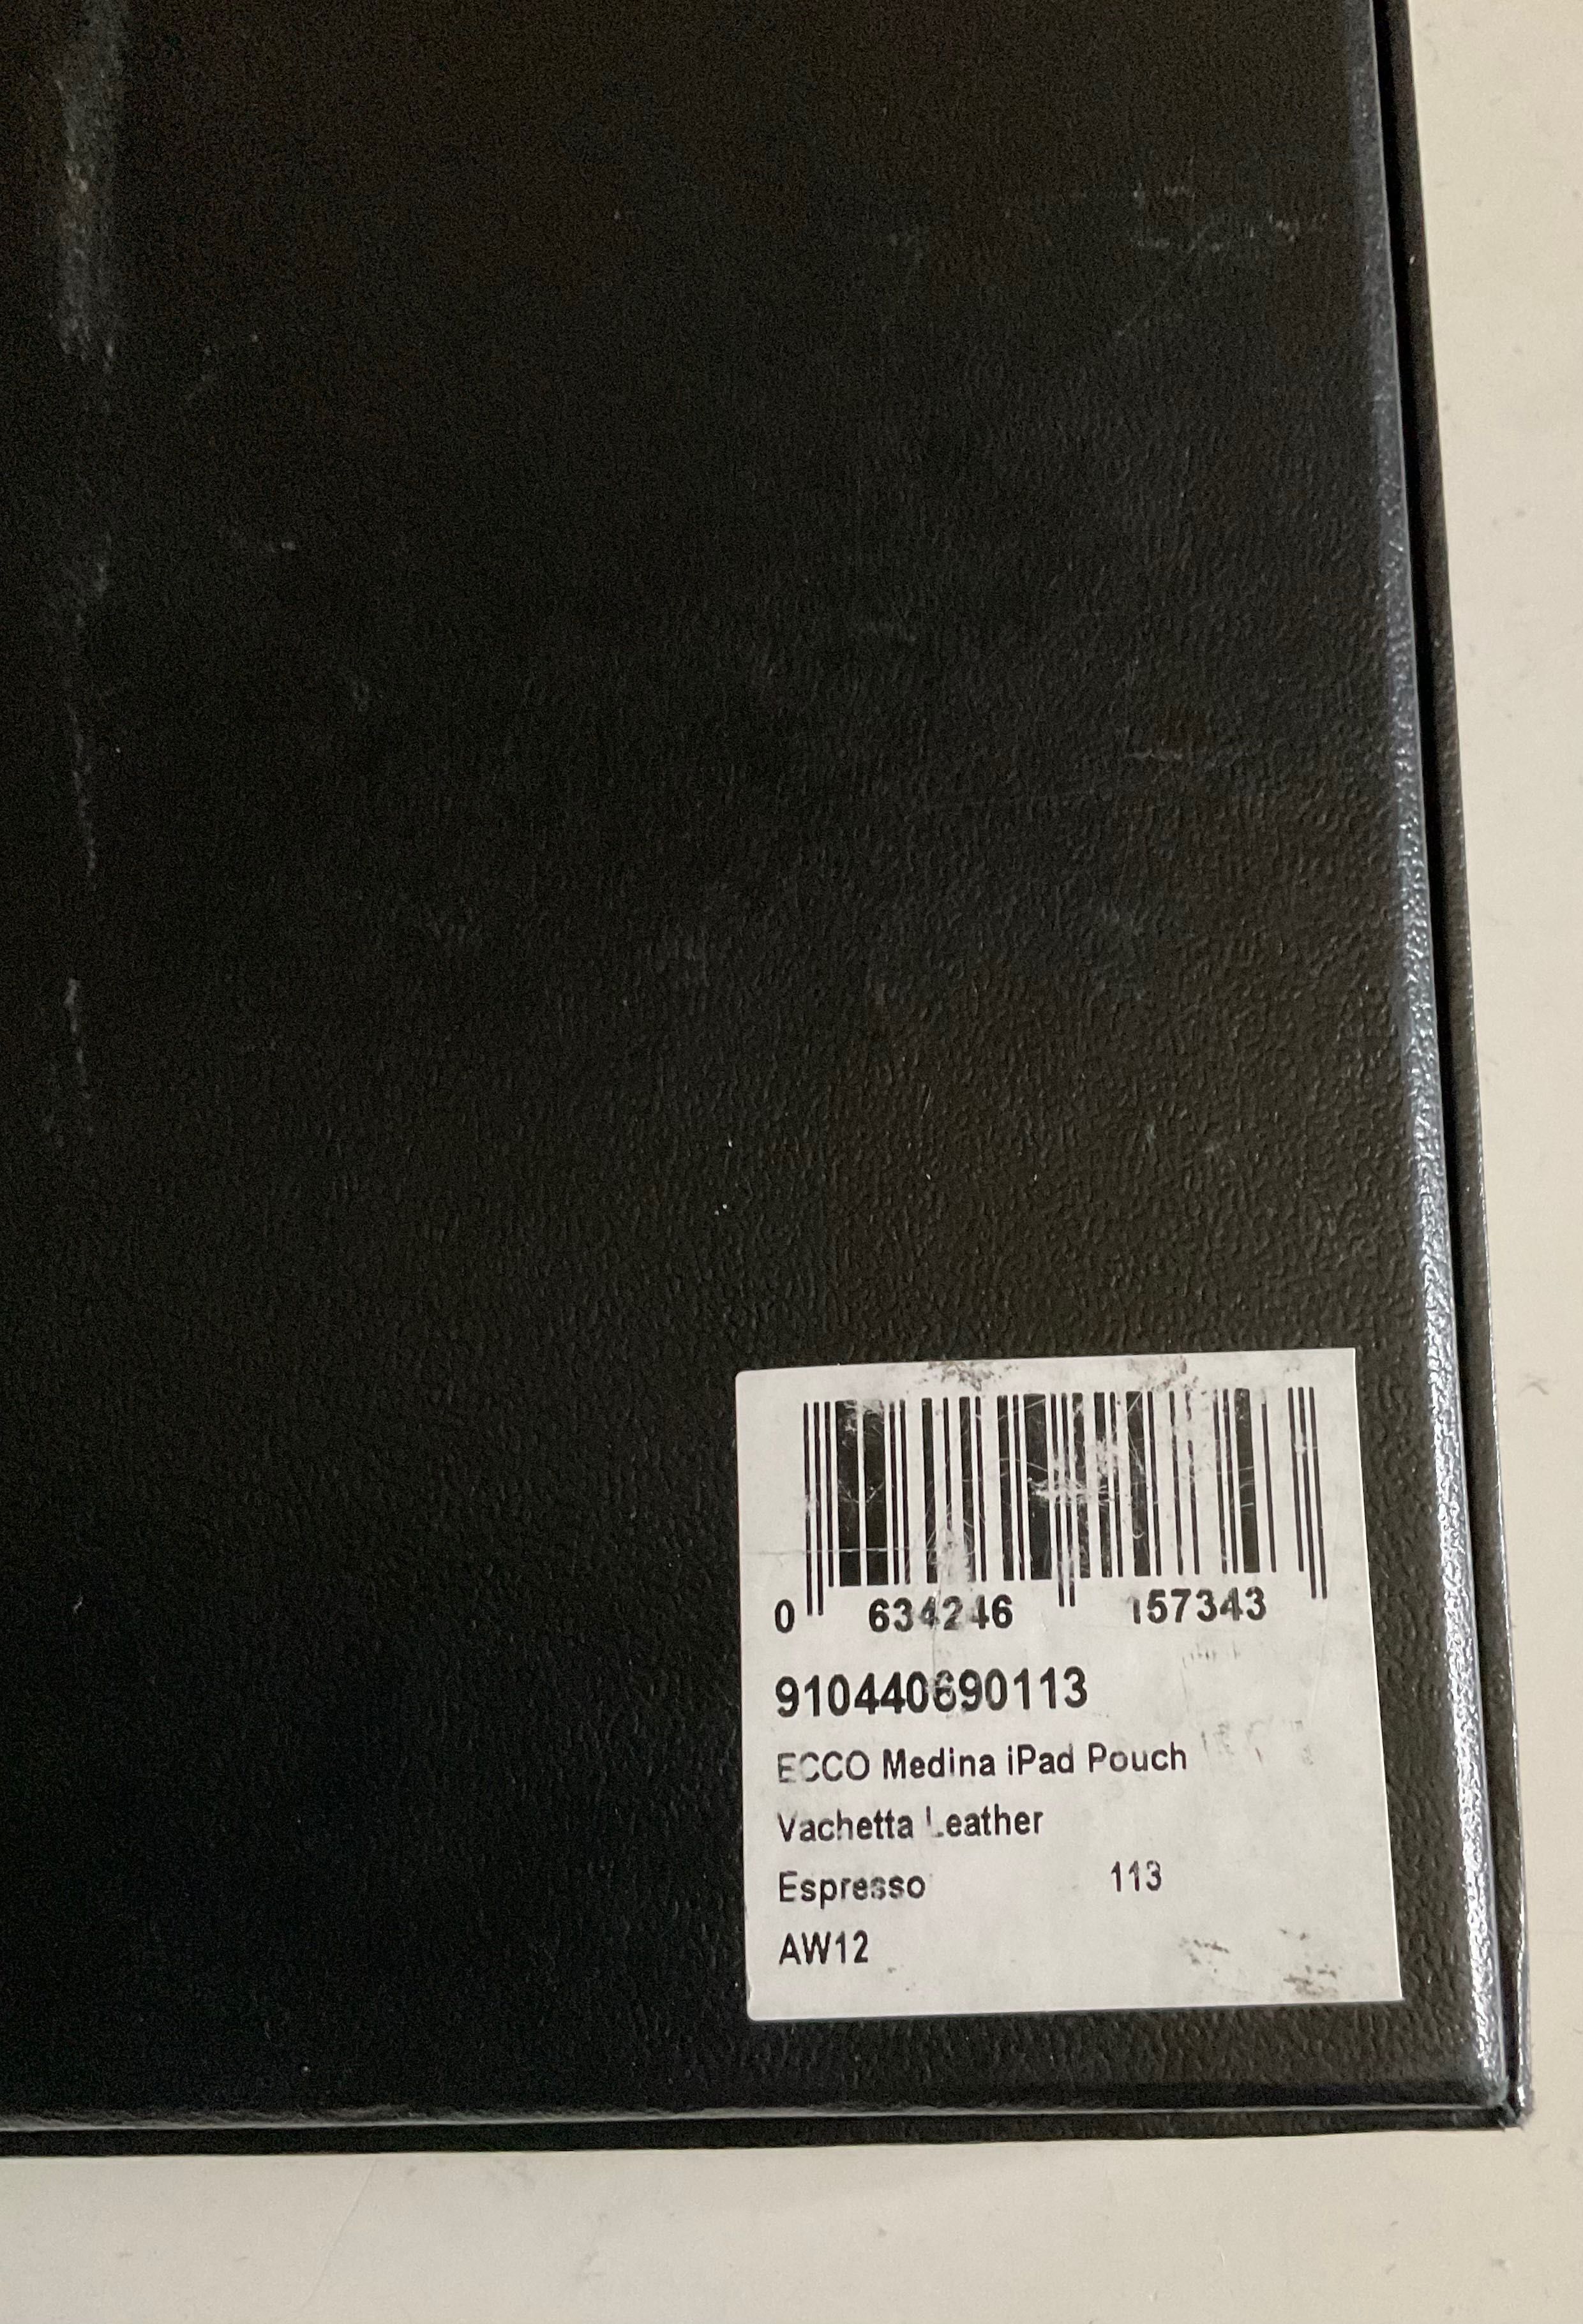 0 634246 157343
910440690113
ECCO Medina iPad Pouch
Vachetta Leather
Espresso 113
AW12